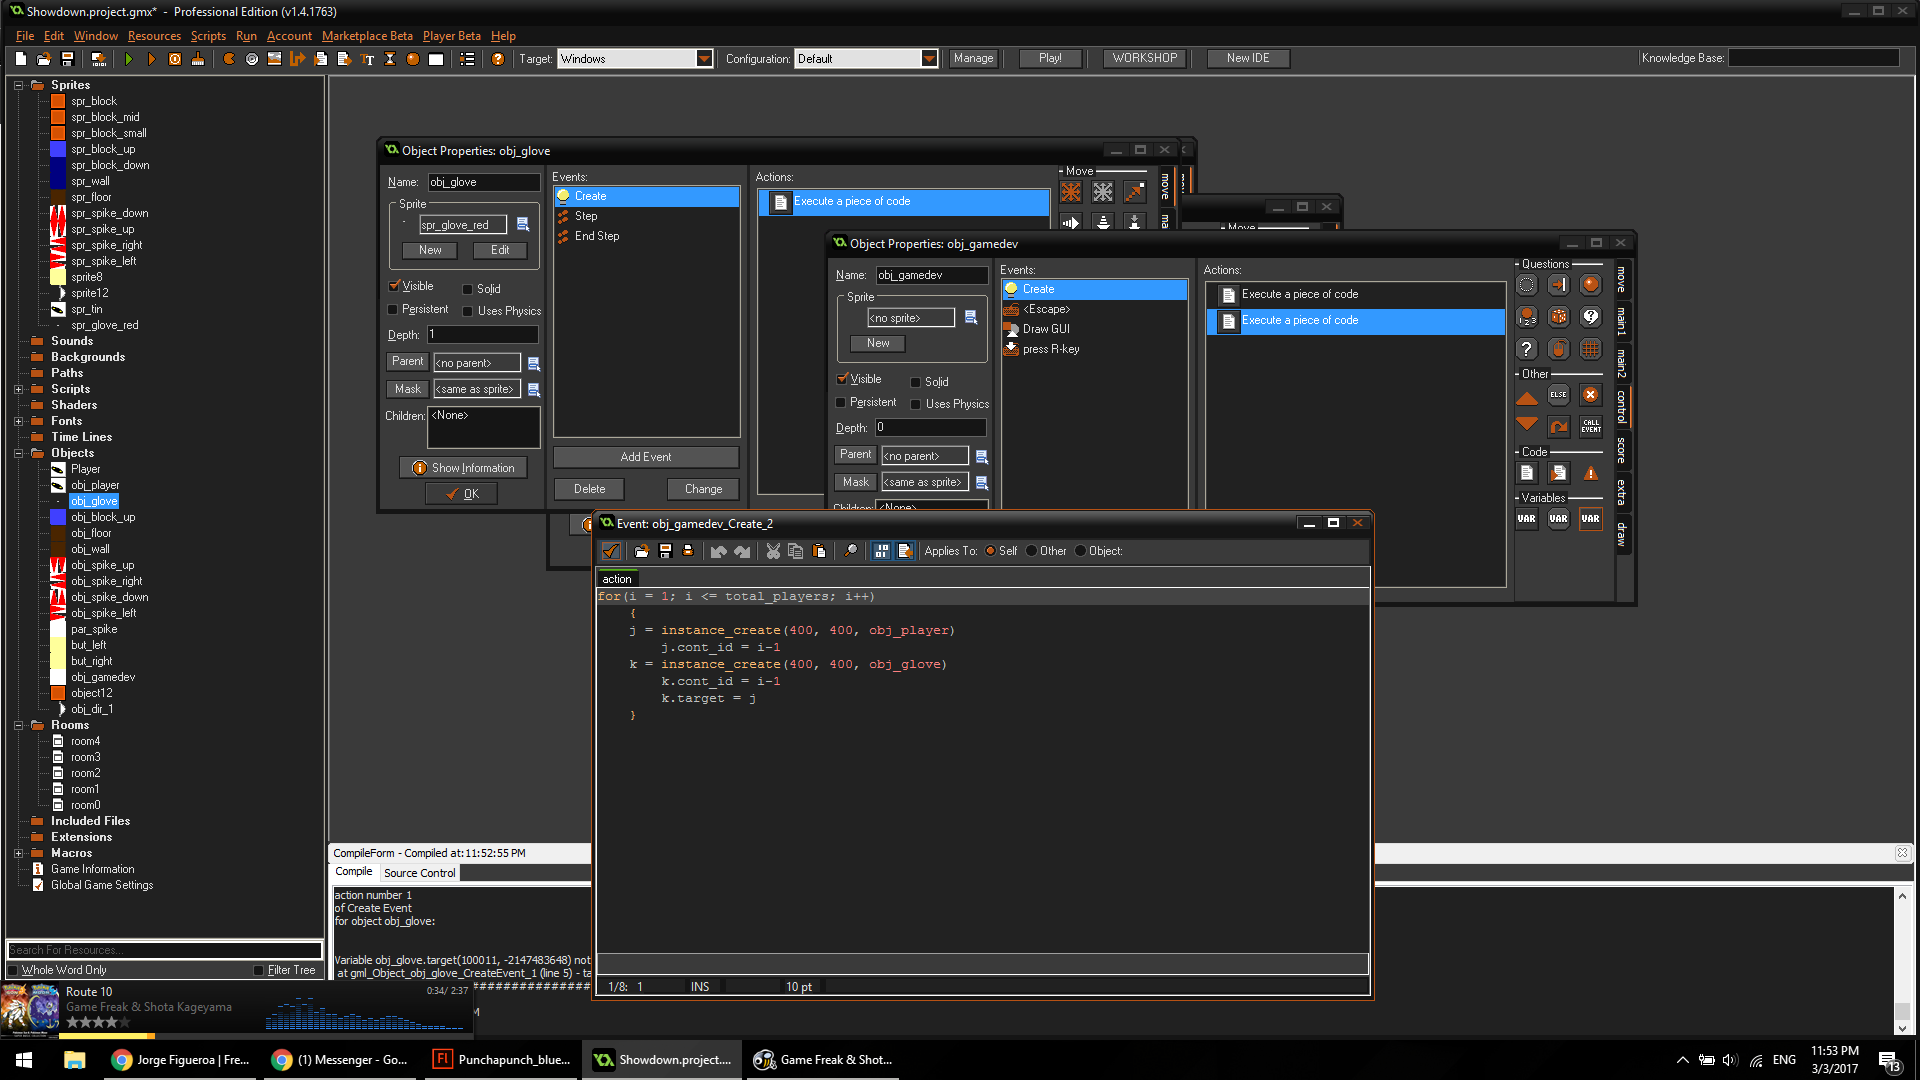 Showdown.project.gmx* - Professional Edition (v1.4.1763)
File Edit Window Resources Scripts Run Account Marketplace Beta Player Beta Help
Target: Windows Configuration: Default Manage Play! WORKSHOP New IDE Knowledge Base:
Sprites
spr_block
spr_block_mid
spr_block_small
spr_block_up
spr_block_down
spr_wall
spr_floor
spr_spike_down
spr_spike_up
spr_spike_right
spr_spike_left
sprite8
sprite12
spr_tin
spr_glove_red
Sounds
Backgrounds
Paths
Scripts
Shaders
Fonts
Time Lines
Objects
Player
obj_player
obj_glove
obj_block_up
obj_floor
obj_wall
obj_spike_up
obj_spike_right
obj_spike_down
obj_spike_left
par_spike
but_left
but_right
obj_gamedev
object12
obj_dir_1
Rooms
room4
room3
room2
room1
room0
Included Files
Extensions
Macros
Game Information
Global Game Settings
Search For Resources...
Whole Word Only Filter Tree
Object Properties: obj_glove
Name: obj_glove
Sprite
spr_glove_red
New Edit
Visible Solid
Persistent Uses Physics
Depth: 1
Parent <no parent>
Mask <same as sprite>
Children: <None>
Show Information
OK
Events:
Create
Step
End Step
Add Event
Delete Change
Actions:
Execute a piece of code
Move
move
Move
Object Properties: obj_gamedev
Name: obj_gamedev
Sprite
<no sprite>
New
Visible Solid
Persistent Uses Physics
Depth: 0
Parent <no parent>
Mask <same as sprite>
Children: <None>
Events:
Create
<Escape>
Draw GUI
press R-key
Actions:
Execute a piece of code
Execute a piece of code
Questions
Other
ELSE
CALL EVENT
Code
Variables
VAR VAR VAR
move
main1
main2
control
score
extra
draw
Event: obj_gamedev_Create_2
Applies To: Self Other Object:
action
for(i = 1; i <= total_players; i++)
{
j = instance_create(400, 400, obj_player)
j.cont_id = i-1
k = instance_create(400, 400, obj_glove)
k.cont_id = i-1
k.target = j
}
1/8: 1 INS 10 pt
CompileForm - Compiled at:11:52:55 PM
Compile Source Control
action number 1
of Create Event
for object obj_glove:
Variable obj_glove.target(100011, -2147483648) not
at gml_Object_obj_glove_CreateEvent_1 (line 5) - ta
Route 10
Game Freak & Shota Kageyama
0:34/ 2:37
Jorge Figueroa | Fre...
(1) Messenger - Go...
Punchapunch_blue...
Showdown.project....
Game Freak & Shot...
ENG
11:53 PM
3/3/2017
13